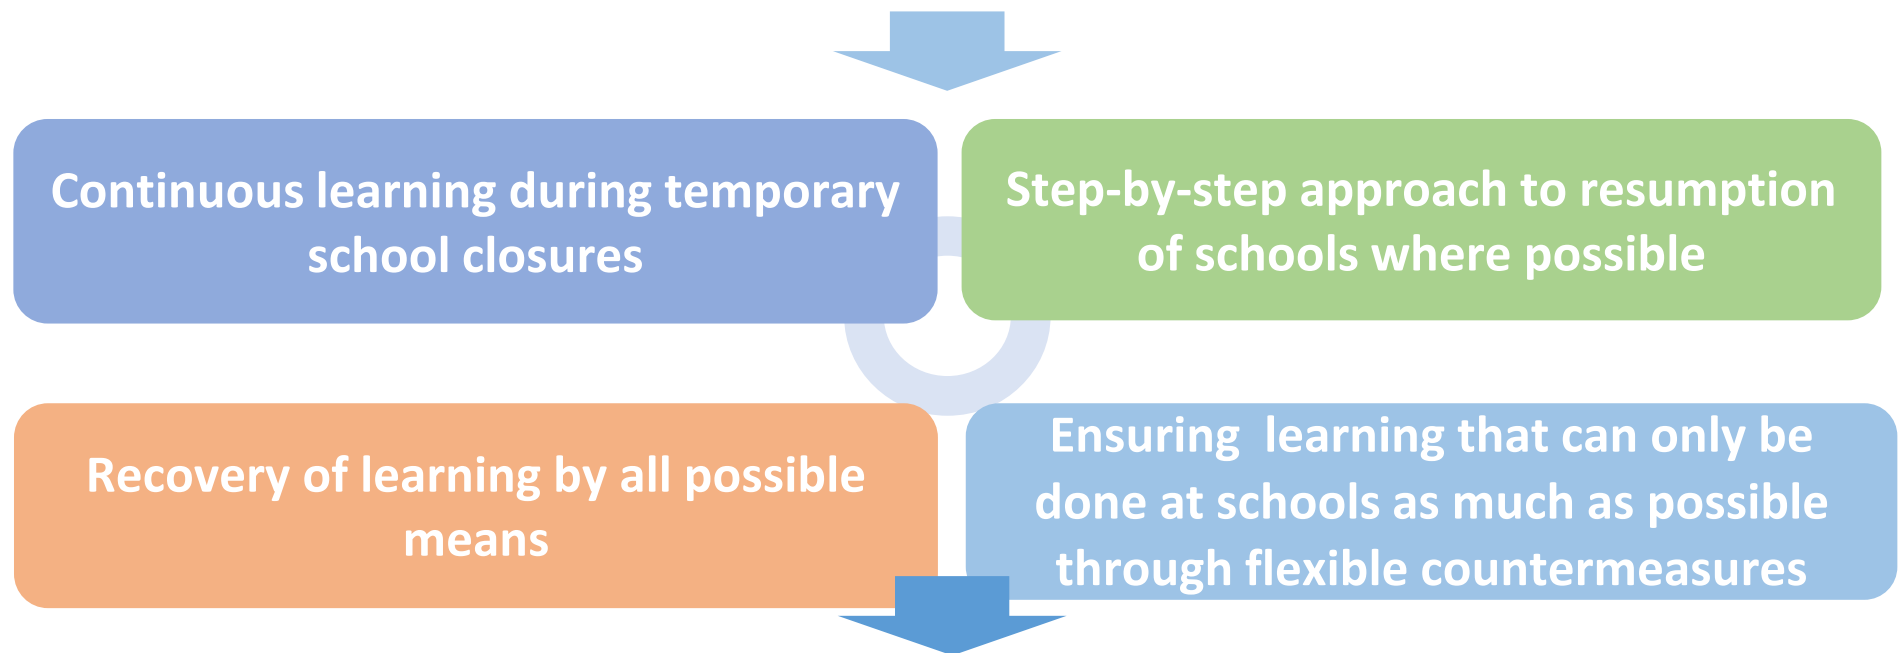 Continuous learning during temporary
school closures
Step-by-step approach to resumption
of schools where possible
Recovery of learning by all possible
means
Ensuring  learning that can only be
done at schools as much as possible
through flexible countermeasures